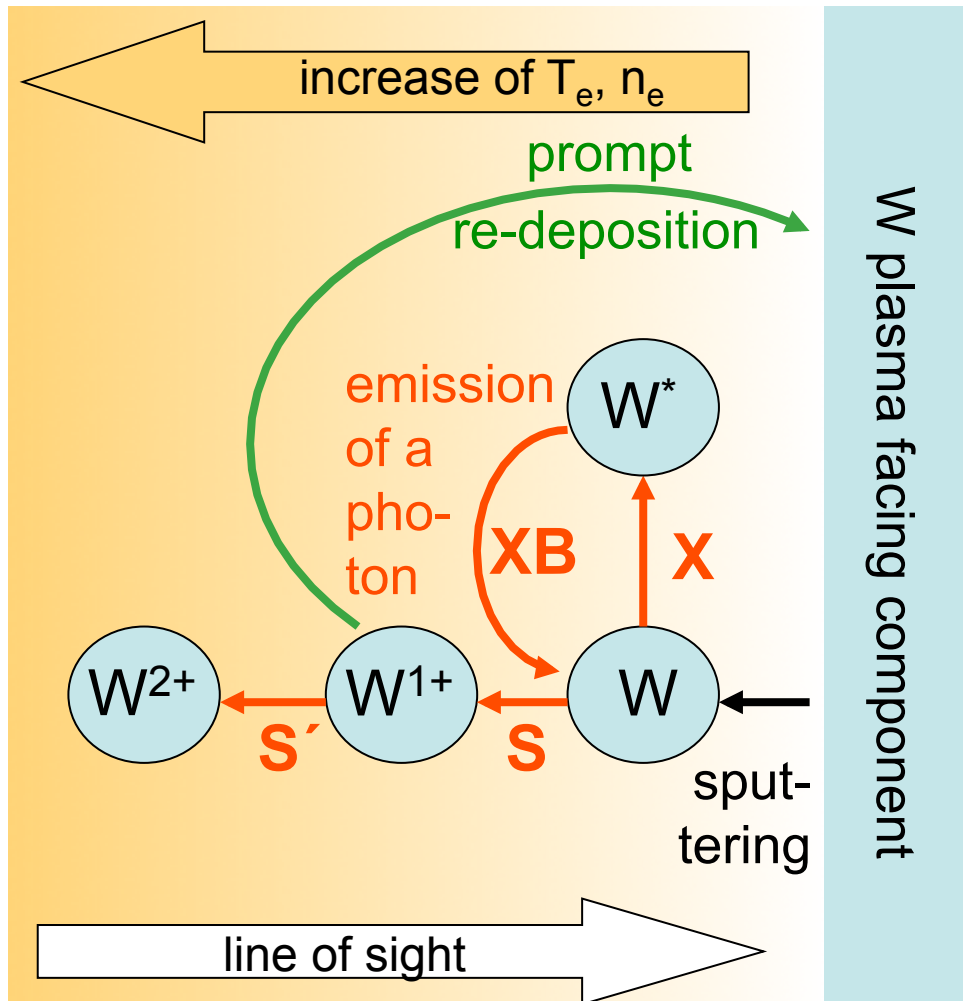 increase of Tₑ, nₑ
prompt
re-deposition
W plasma facing component
emission
of a
pho-
ton
W*
XB
X
W²⁺
W¹⁺
W
S´
S
sput-
tering
line of sight